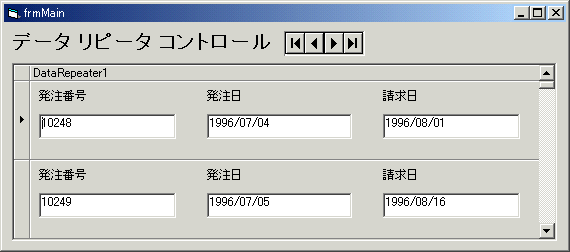 frmMain
データ リピータ コントロール
DataRepeater1
発注番号 発注日 請求日
10248 1996/07/04 1996/08/01
発注番号 発注日 請求日
10249 1996/07/05 1996/08/16